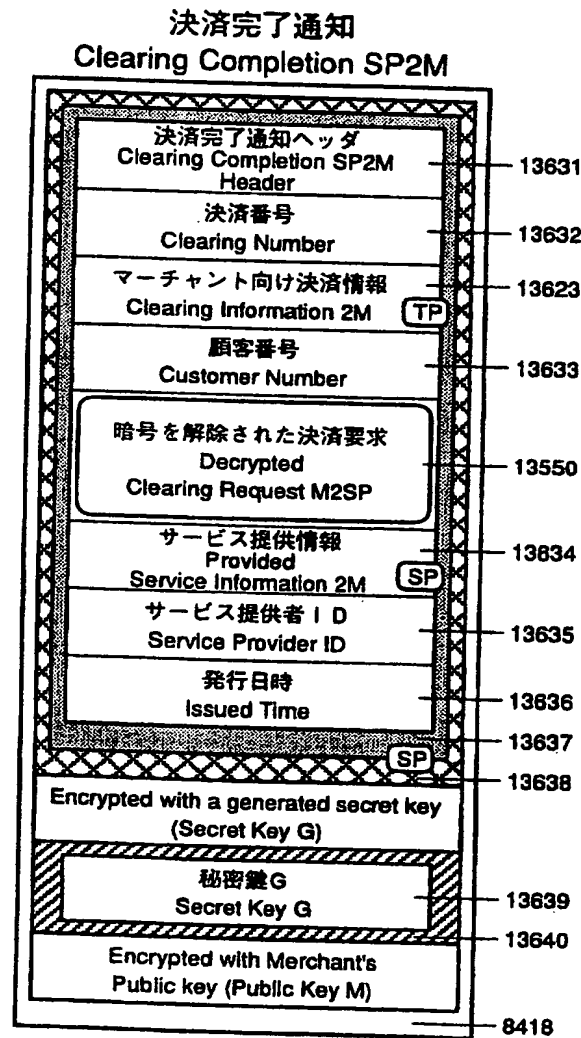 決済完了通知
Clearing Completion SP2M
決済完了通知ヘッダ
Clearing Completion SP2M
Header
13631
決済番号
Clearing Number
13632
マーチャント向け決済情報
Clearing Information 2M
TP
13623
顧客番号
Customer Number
13633
暗号を解除された決済要求
Decrypted
Clearing Request M2SP
13550
サービス提供情報
Provided
Service Information 2M
SP
13834
サービス提供者ID
Service Provider ID
13635
発行日時
Issued Time
13636
13637
SP
13638
Encrypted with a generated secret key
(Secret Key G)
秘密鍵G
Secret Key G
13639
13640
Encrypted with Merchant's
Public key (Public Key M)
8418